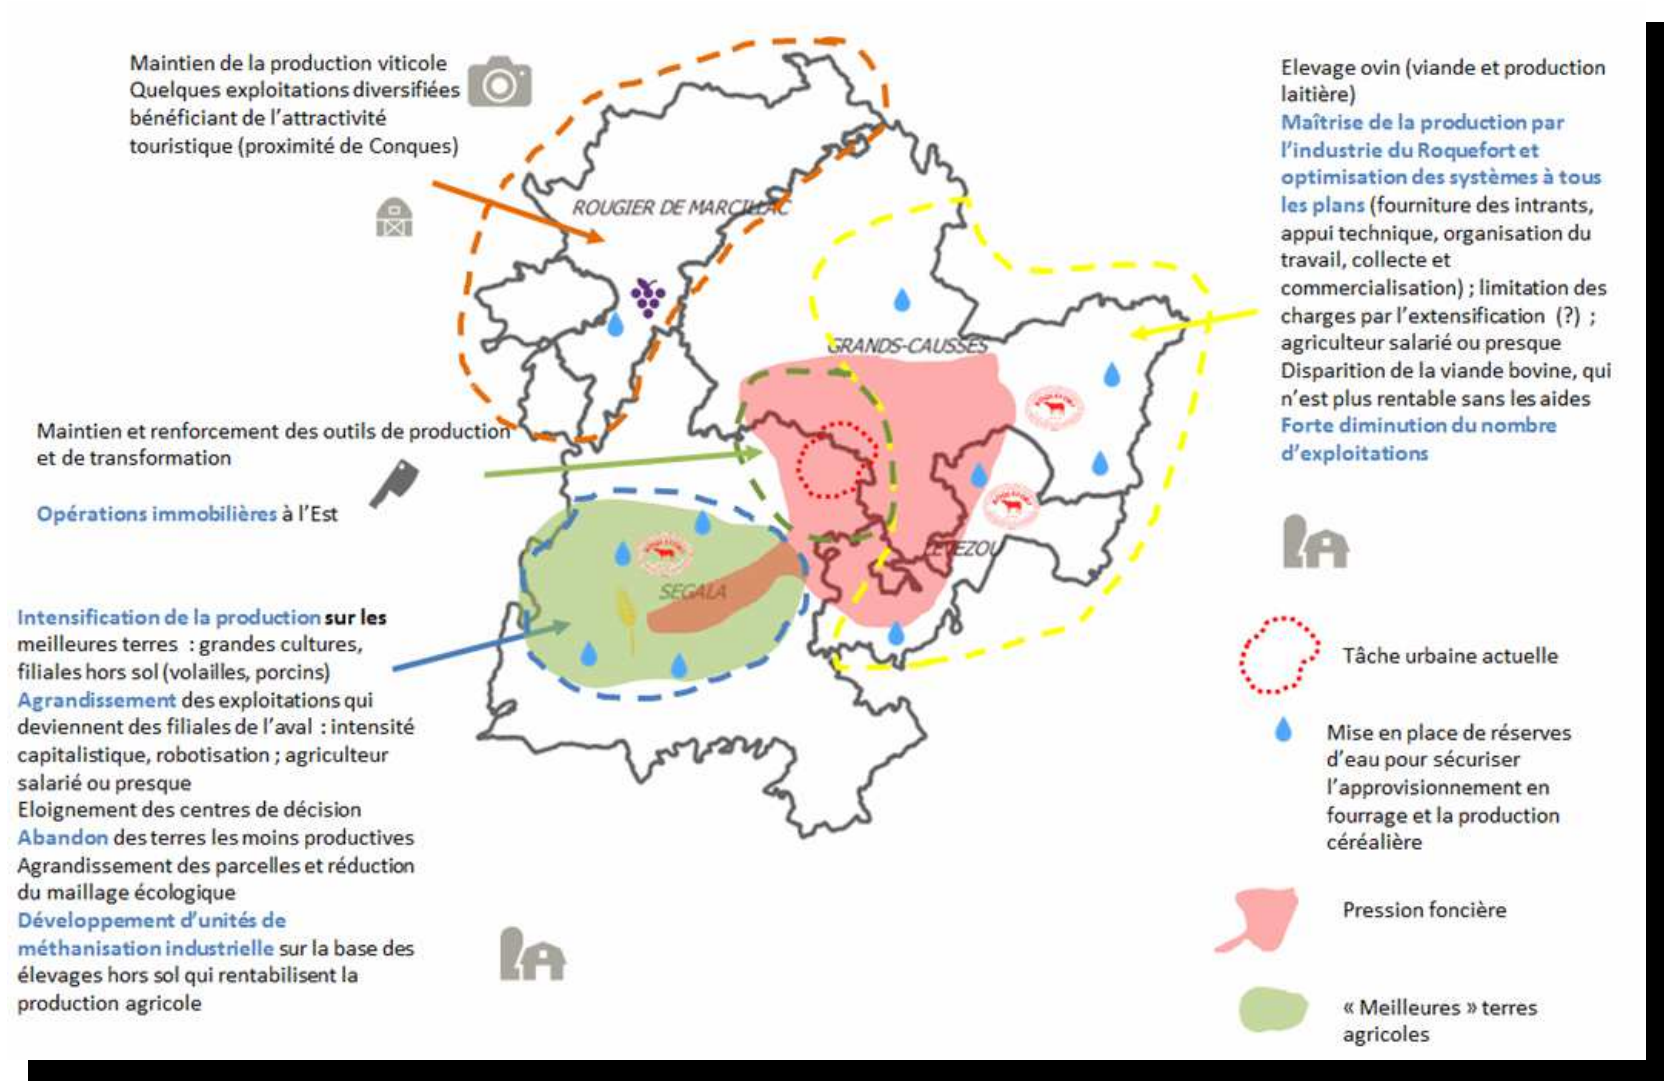 Maintien de la production viticole
Quelques exploitations diversifiées
bénéficiant de l'attractivité
touristique (proximité de Conques)
Elevage ovin (viande et production
laitière)
Maîtrise de la production par
l'industrie du Roquefort et
optimisation des systèmes à tous
les plans (fourniture des intrants,
appui technique, organisation du
travail, collecte et
commercialisation) ; limitation des
charges par l'extensification (?) ;
agriculteur salarié ou presque
Disparition de la viande bovine, qui
n'est plus rentable sans les aides
Forte diminution du nombre
d'exploitations
ROUGIER DE MARCILLAC
GRANDS-CAUSSES
LEVEZOU
SEGALA
Maintien et renforcement des outils de production
et de transformation
Opérations immobilières à l'Est
Intensification de la production sur les
meilleures terres : grandes cultures,
filiales hors sol (volailles, porcins)
Agrandissement des exploitations qui
deviennent des filiales de l'aval : intensité
capitalistique, robotisation ; agriculteur
salarié ou presque
Eloignement des centres de décision
Abandon des terres les moins productives
Agrandissement des parcelles et réduction
du maillage écologique
Développement d'unités de
méthanisation industrielle sur la base des
élevages hors sol qui rentabilisent la
production agricole
Tâche urbaine actuelle
Mise en place de réserves
d'eau pour sécuriser
l'approvisionnement en
fourrage et la production
céréalière
Pression foncière
« Meilleures » terres
agricoles